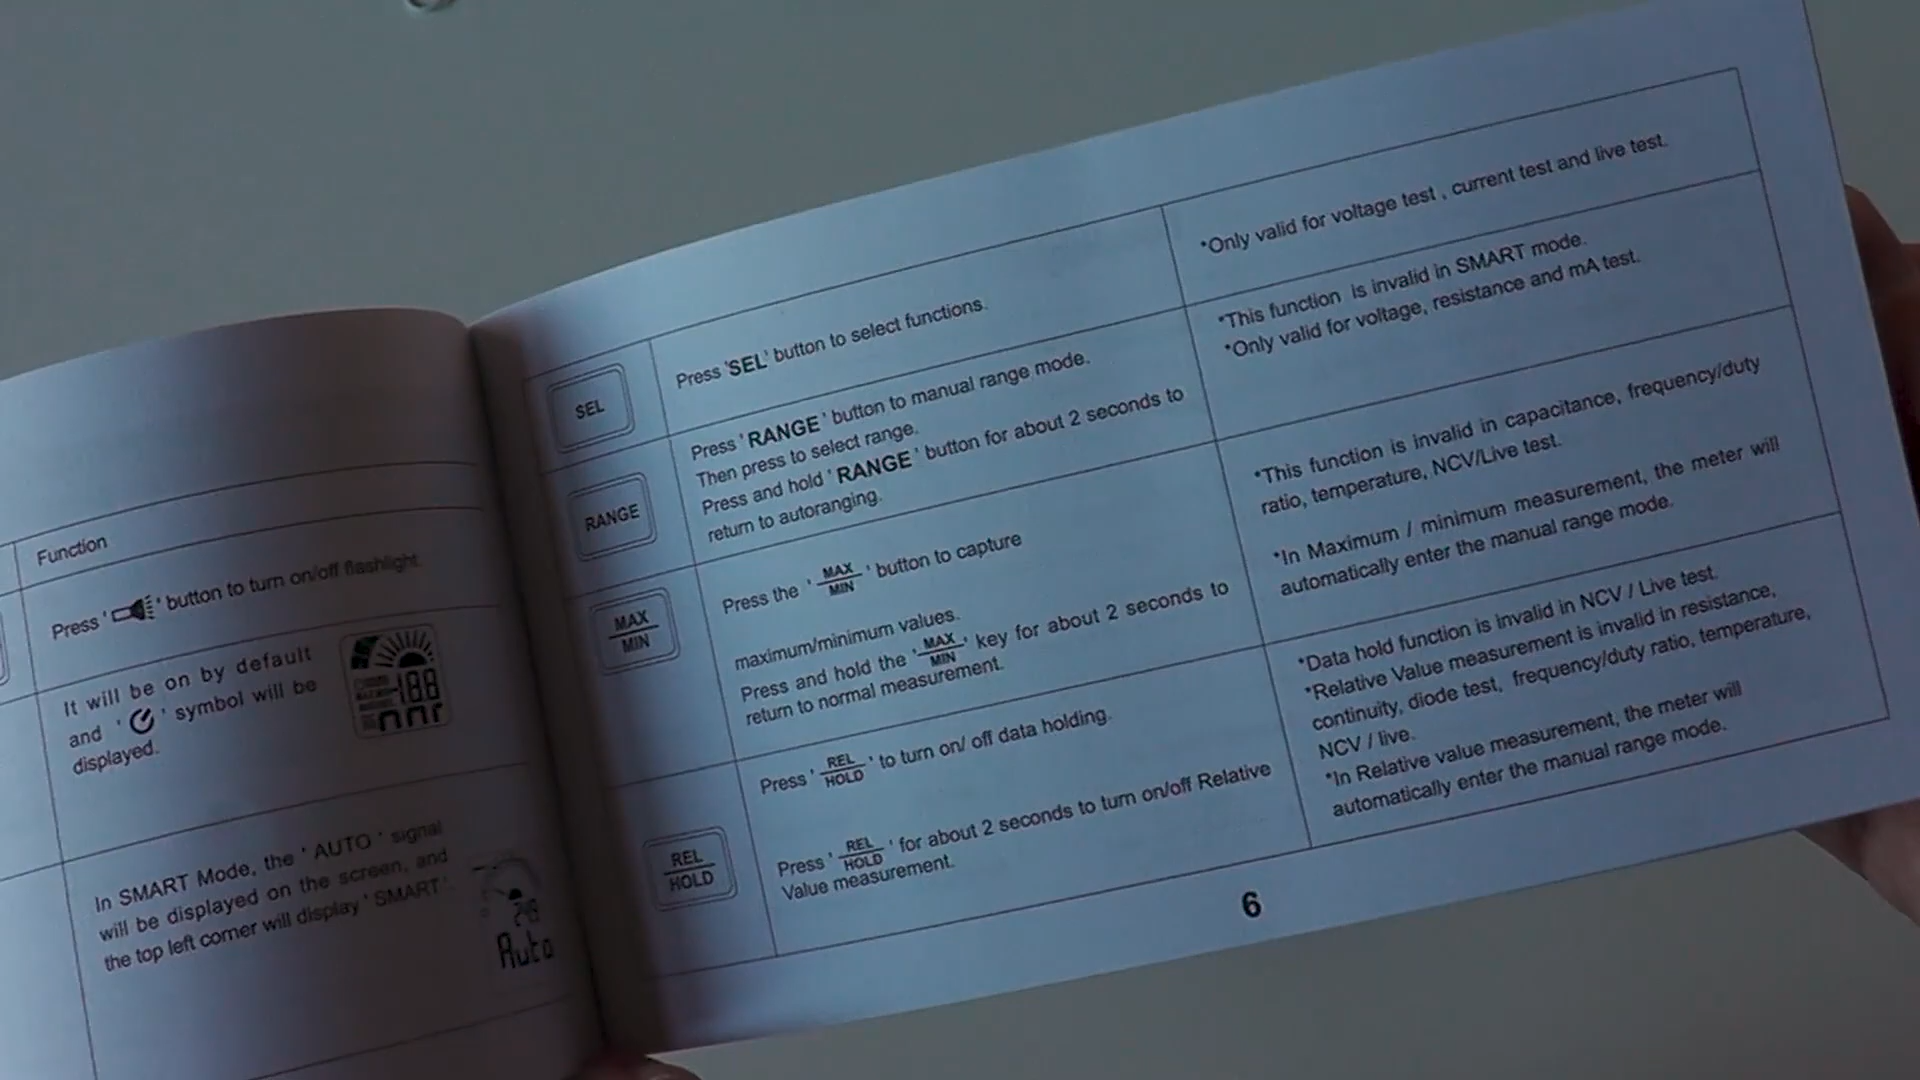 Function
Press ' ' button to turn on/off flashlight.
It will be on by default
and ' ' symbol will be
displayed.
In SMART Mode, the ' AUTO ' signal
will be displayed on the screen, and
the top left corner will display ' SMART '.
Auto
SEL
Press 'SEL' button to select functions.
*Only valid for voltage test , current test and live test.
RANGE
Press ' RANGE ' button to manual range mode.
Then press to select range.
Press and hold ' RANGE ' button for about 2 seconds to
return to autoranging.
*This function is invalid in SMART mode.
*Only valid for voltage, resistance and mA test.
MAX
MIN
Press the ' MAX/MIN ' button to capture
maximum/minimum values.
Press and hold the ' MAX/MIN ' key for about 2 seconds to
return to normal measurement.
*This function is invalid in capacitance, frequency/duty
ratio, temperature, NCV/Live test.
*In Maximum / minimum measurement, the meter will
automatically enter the manual range mode.
REL
HOLD
Press ' REL/HOLD ' to turn on/ off data holding.
Press ' REL/HOLD ' for about 2 seconds to turn on/off Relative
Value measurement.
*Data hold function is invalid in NCV / Live test.
*Relative Value measurement is invalid in resistance,
continuity, diode test, frequency/duty ratio, temperature,
NCV / live.
*In Relative value measurement, the meter will
automatically enter the manual range mode.
6